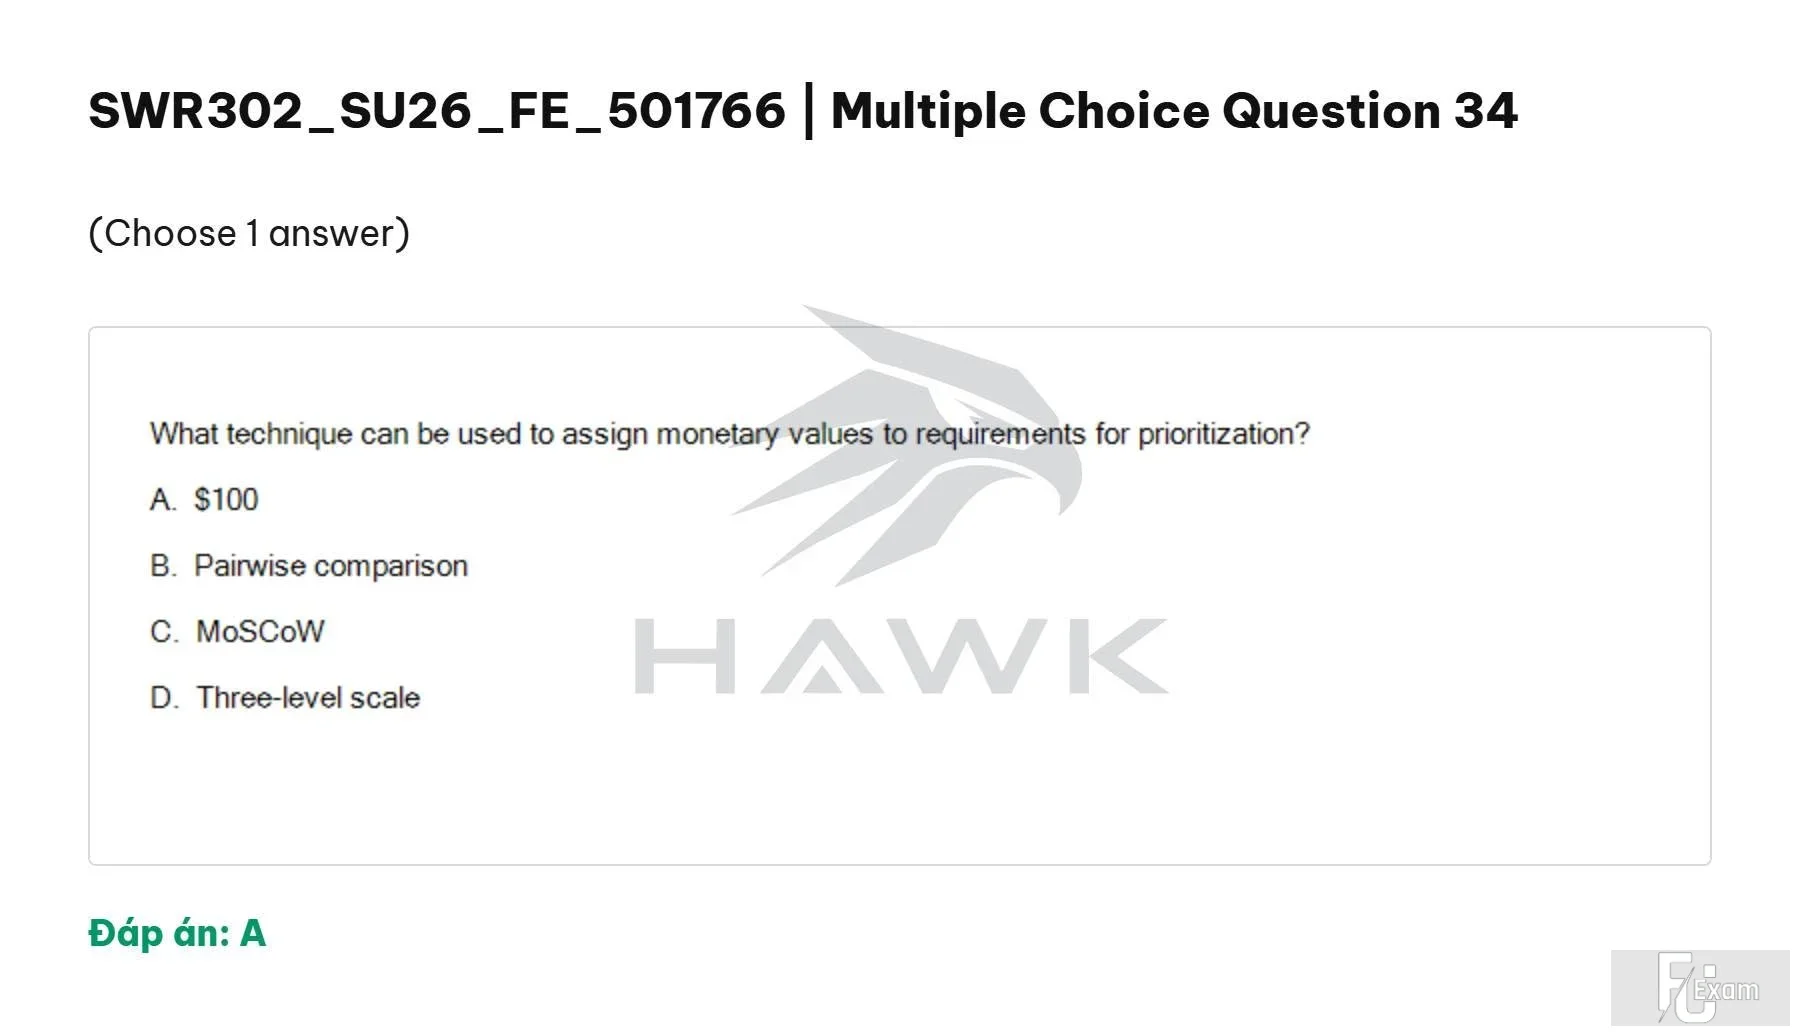 SWR302_SU26_FE_501766 | Multiple Choice Question 34
(Choose 1 answer)
What technique can be used to assign monetary values to requirements for prioritization?
A. $100
B. Pairwise comparison
C. MoSCoW
D. Three-level scale
HAWK
Đáp án: A
FU Exam